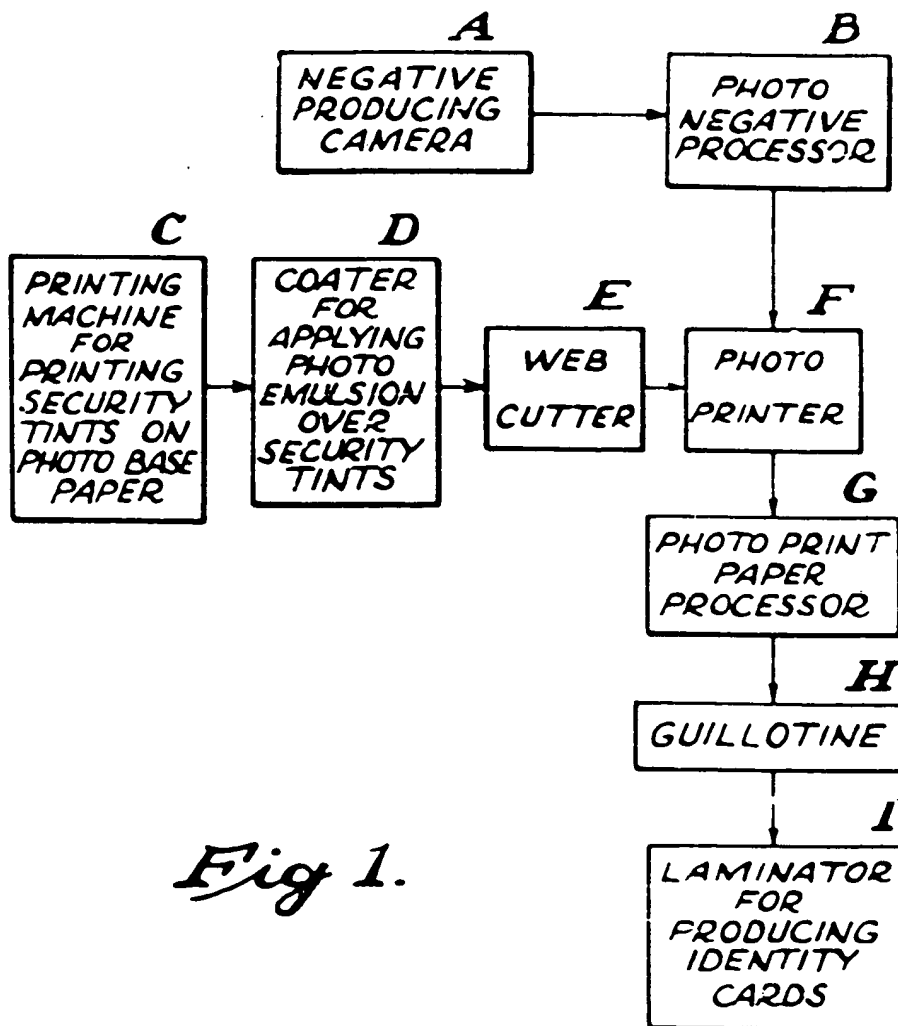 A
NEGATIVE
PRODUCING
CAMERA
B
PHOTO
NEGATIVE
PROCESSOR
C
PRINTING
MACHINE
FOR
PRINTING
SECURITY
TINTS ON
PHOTO BASE
PAPER
D
COATER
FOR
APPLYING
PHOTO
EMULSION
OVER
SECURITY
TINTS
E
WEB
CUTTER
F
PHOTO
PRINTER
G
PHOTO PRINT
PAPER
PROCESSOR
H
GUILLOTINE
I
LAMINATOR
FOR
PRODUCING
IDENTITY
CARDS
Fig 1.